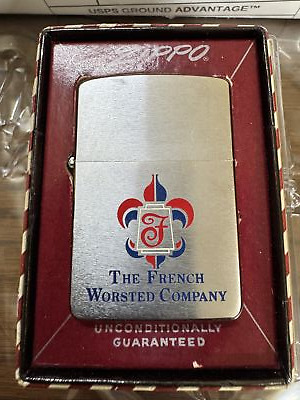 USPS GROUND ADVANTAGE™
ZIPPO
F
THE FRENCH
WORSTED COMPANY
UNCONDITIONALLY
GUARANTEED